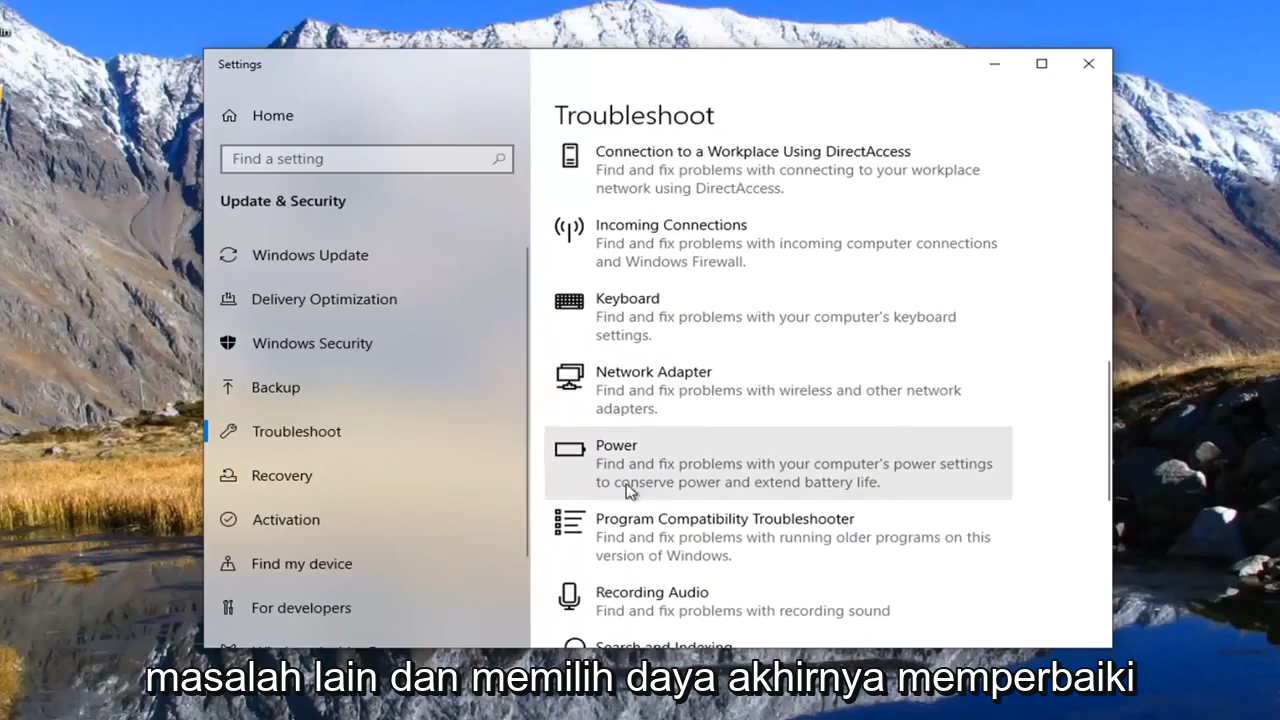 Settings
Home
Find a setting
Update & Security
Windows Update
Delivery Optimization
Windows Security
Backup
Troubleshoot
Recovery
Activation
Find my device
For developers
Troubleshoot
Connection to a Workplace Using DirectAccess
Find and fix problems with connecting to your workplace
network using DirectAccess.
Incoming Connections
Find and fix problems with incoming computer connections
and Windows Firewall.
Keyboard
Find and fix problems with your computer's keyboard
settings.
Network Adapter
Find and fix problems with wireless and other network
adapters.
Power
Find and fix problems with your computer's power settings
to conserve power and extend battery life.
Program Compatibility Troubleshooter
Find and fix problems with running older programs on this
version of Windows.
Recording Audio
Find and fix problems with recording sound
Search and Indexing
masalah lain dan memilih daya akhirnya memperbaiki